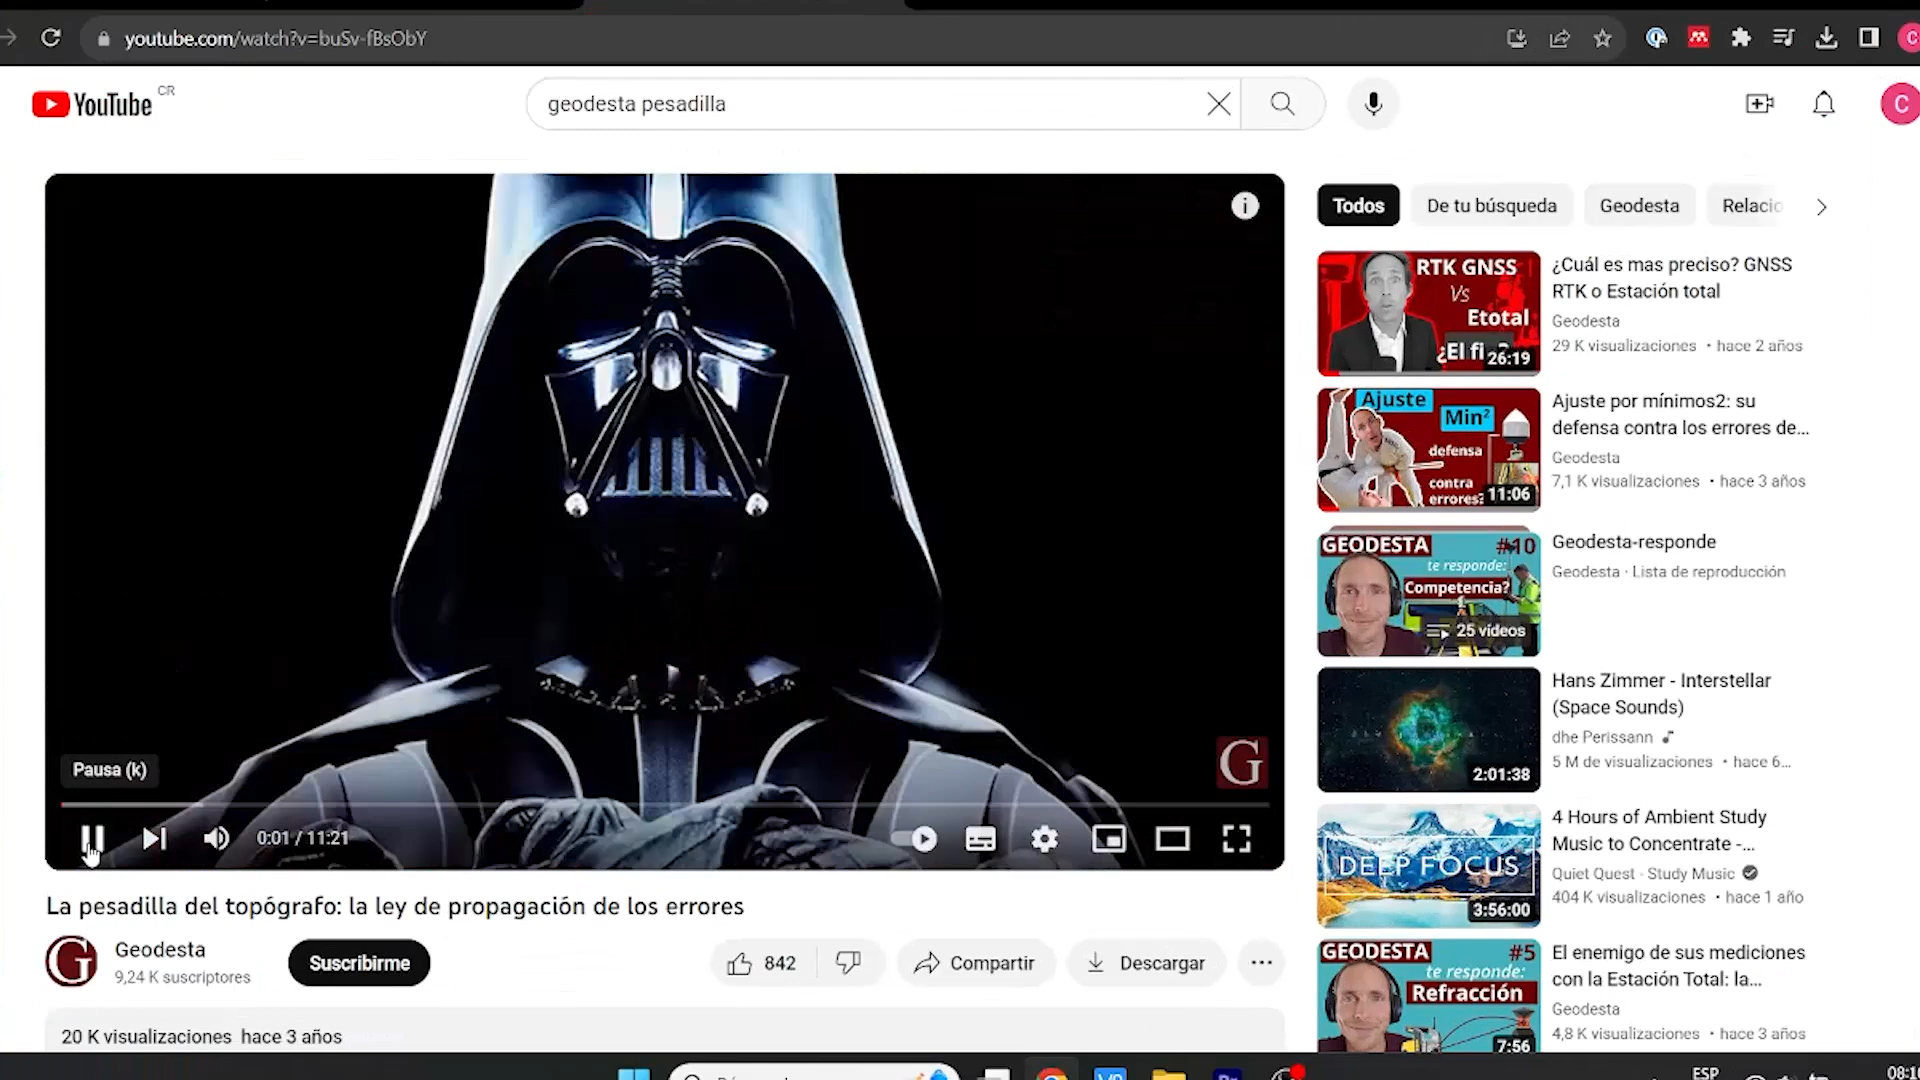 youtube.com/watch?v=buSv-fBsObY
YouTube CR
geodesta pesadilla
C
Todos
De tu búsqueda
Geodesta
Relacio
RTK GNSS
Vs
Etotal
¿El fi
26:19
¿Cuál es mas preciso? GNSS
RTK o Estación total
Geodesta
29 K visualizaciones • hace 2 años
Ajuste
Min²
defensa
contra
errores?
11:06
Ajuste por mínimos2: su
defensa contra los errores de...
Geodesta
7,1 K visualizaciones • hace 3 años
GEODESTA #10
te responde:
Competencia?
25 videos
Geodesta-responde
Geodesta · Lista de reproducción
2:01:38
Hans Zimmer - Interstellar
(Space Sounds)
dhe Perissann
5 M de visualizaciones • hace 6...
DEEP FOCUS
3:56:00
4 Hours of Ambient Study
Music to Concentrate -...
Quiet Quest - Study Music
404 K visualizaciones • hace 1 año
GEODESTA #5
te responde:
Refracción
7:56
El enemigo de sus mediciones
con la Estación Total: la...
Geodesta
4,8 K visualizaciones • hace 3 años
G
Pausa (k)
0:01 / 11:21
La pesadilla del topógrafo: la ley de propagación de los errores
G
Geodesta
9,24 K suscriptores
Suscribirme
842
Compartir
Descargar
20 K visualizaciones hace 3 años
ESP